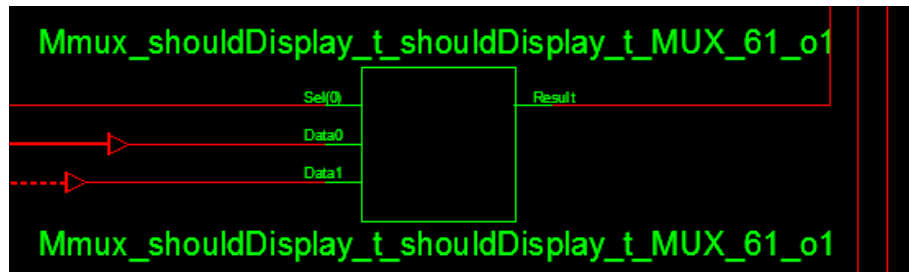 Mmux_shouldDisplay_t_shouldDisplay_t_MUX_61_o1
Sel(0) Result
Data0
Data1
Mmux_shouldDisplay_t_shouldDisplay_t_MUX_61_o1